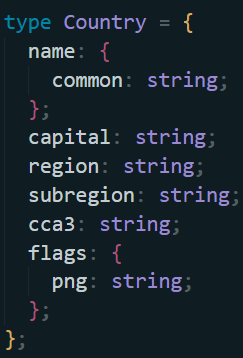 type Country = {
  name: {
    common: string;
  };
  capital: string;
  region: string;
  subregion: string;
  cca3: string;
  flags: {
    png: string;
  };
};